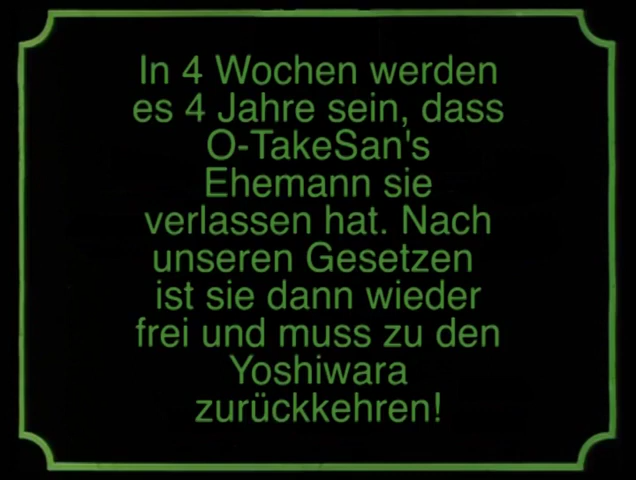 In 4 Wochen werden
es 4 Jahre sein, dass
O-TakeSan's
Ehemann sie
verlassen hat. Nach
unseren Gesetzen
ist sie dann wieder
frei und muss zu den
Yoshiwara
zurückkehren!